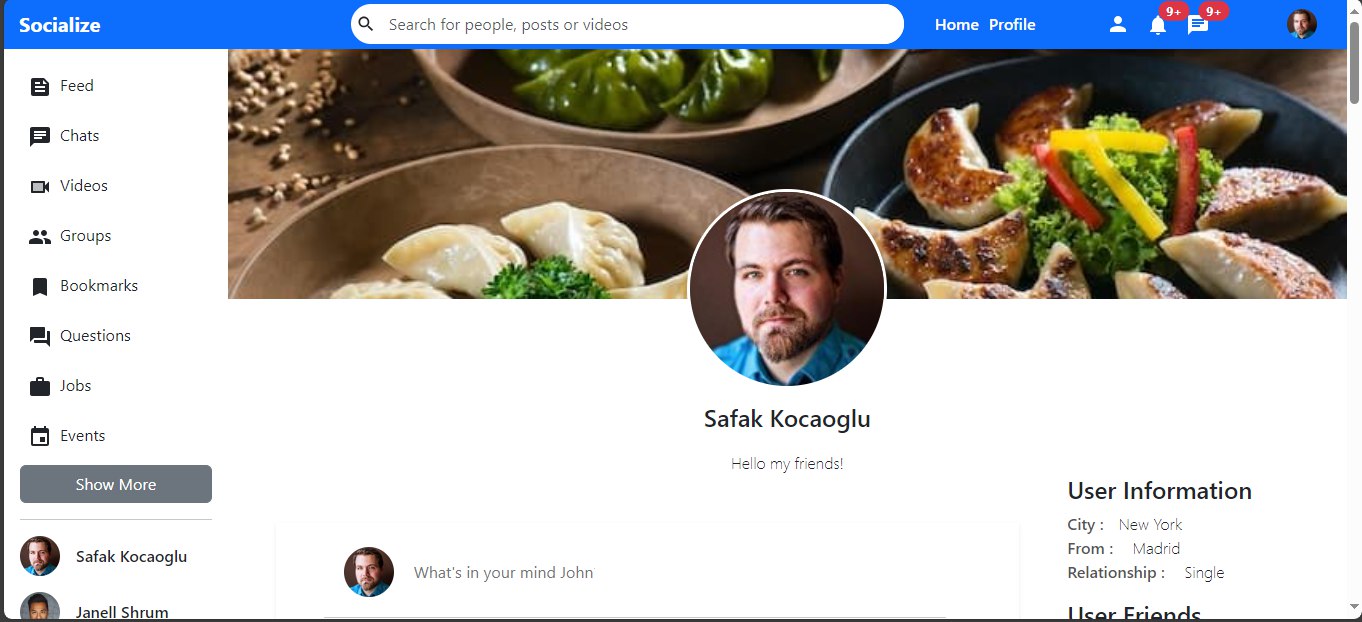 Socialize
Search for people, posts or videos
Home Profile
9+
9+
Feed
Chats
Videos
Groups
Bookmarks
Questions
Jobs
Events
Show More
Safak Kocaoglu
Janell Shrum
Safak Kocaoglu
Hello my friends!
What's in your mind John
User Information
City : New York
From : Madrid
Relationship : Single
User Friends